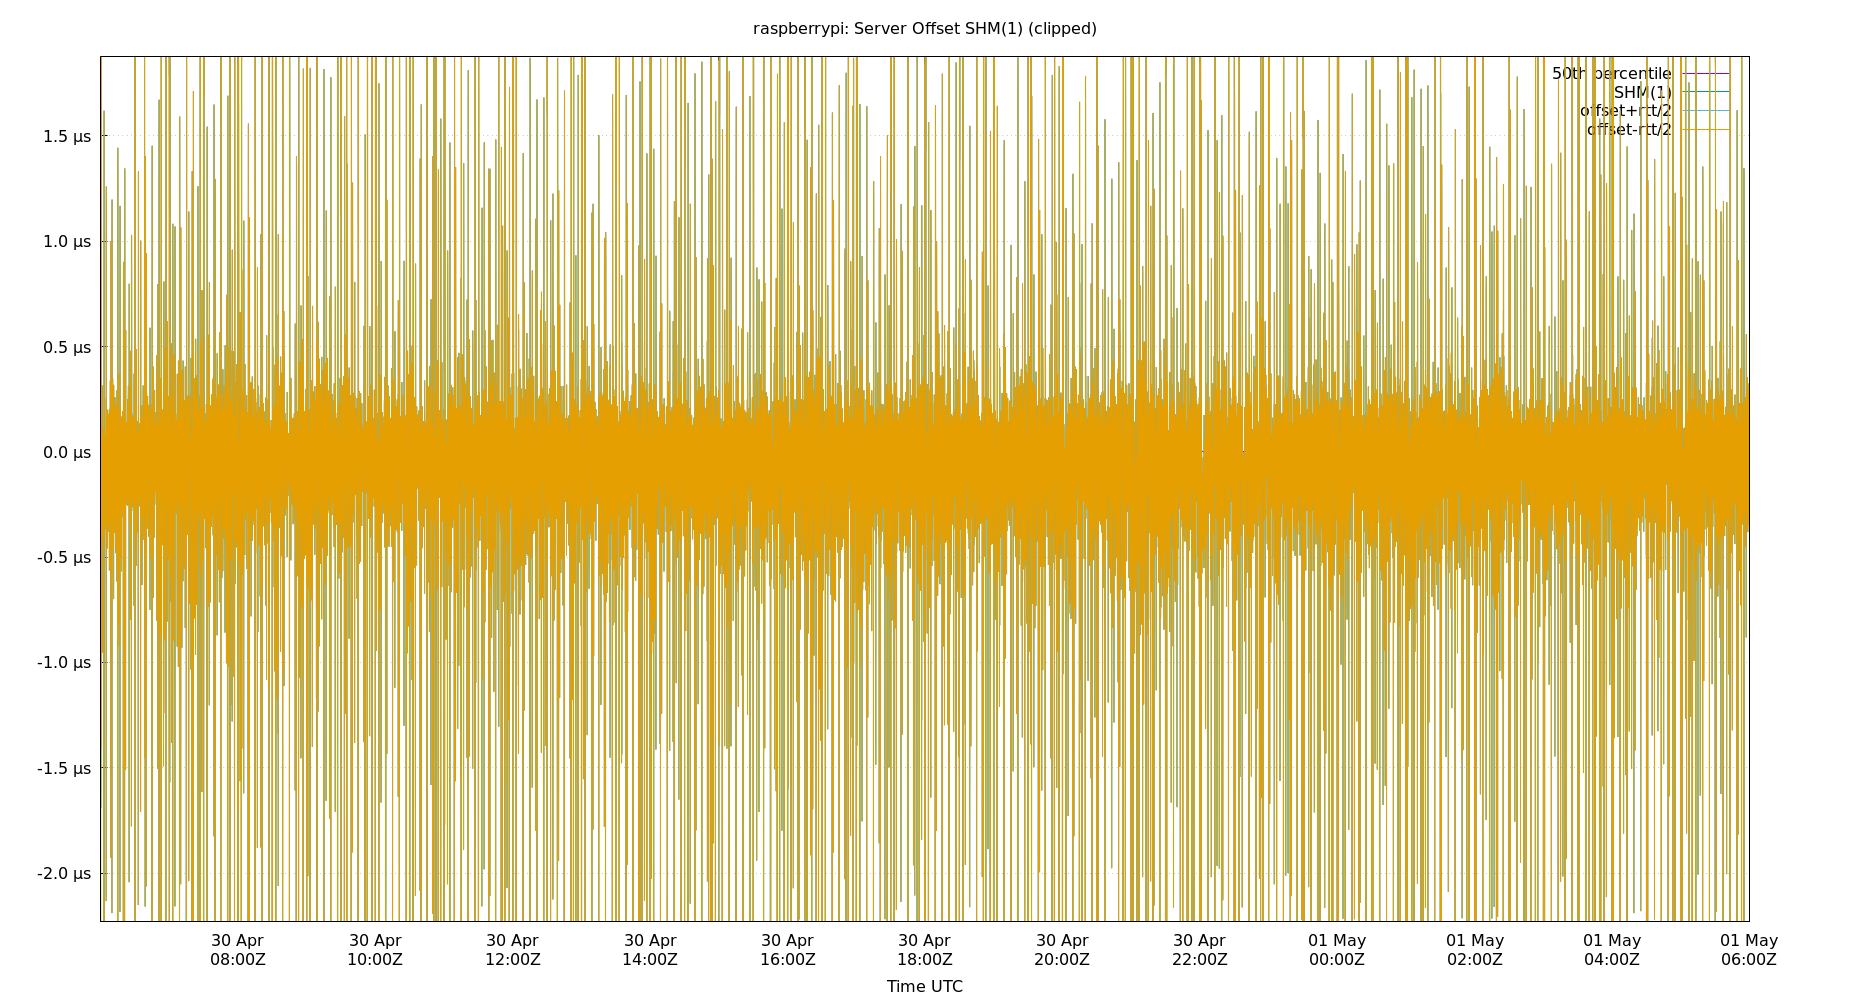 raspberrypi: Server Offset SHM(1) (clipped)
50th percentile
SHM(1)
offset+rtt/2
offset-rtt/2
1.5 µs
1.0 µs
0.5 µs
0.0 µs
-0.5 µs
-1.0 µs
-1.5 µs
-2.0 µs
30 Apr 30 Apr 30 Apr 30 Apr 30 Apr 30 Apr 30 Apr 30 Apr 01 May 01 May 01 May 01 May
08:00Z 10:00Z 12:00Z 14:00Z 16:00Z 18:00Z 20:00Z 22:00Z 00:00Z 02:00Z 04:00Z 06:00Z
Time UTC